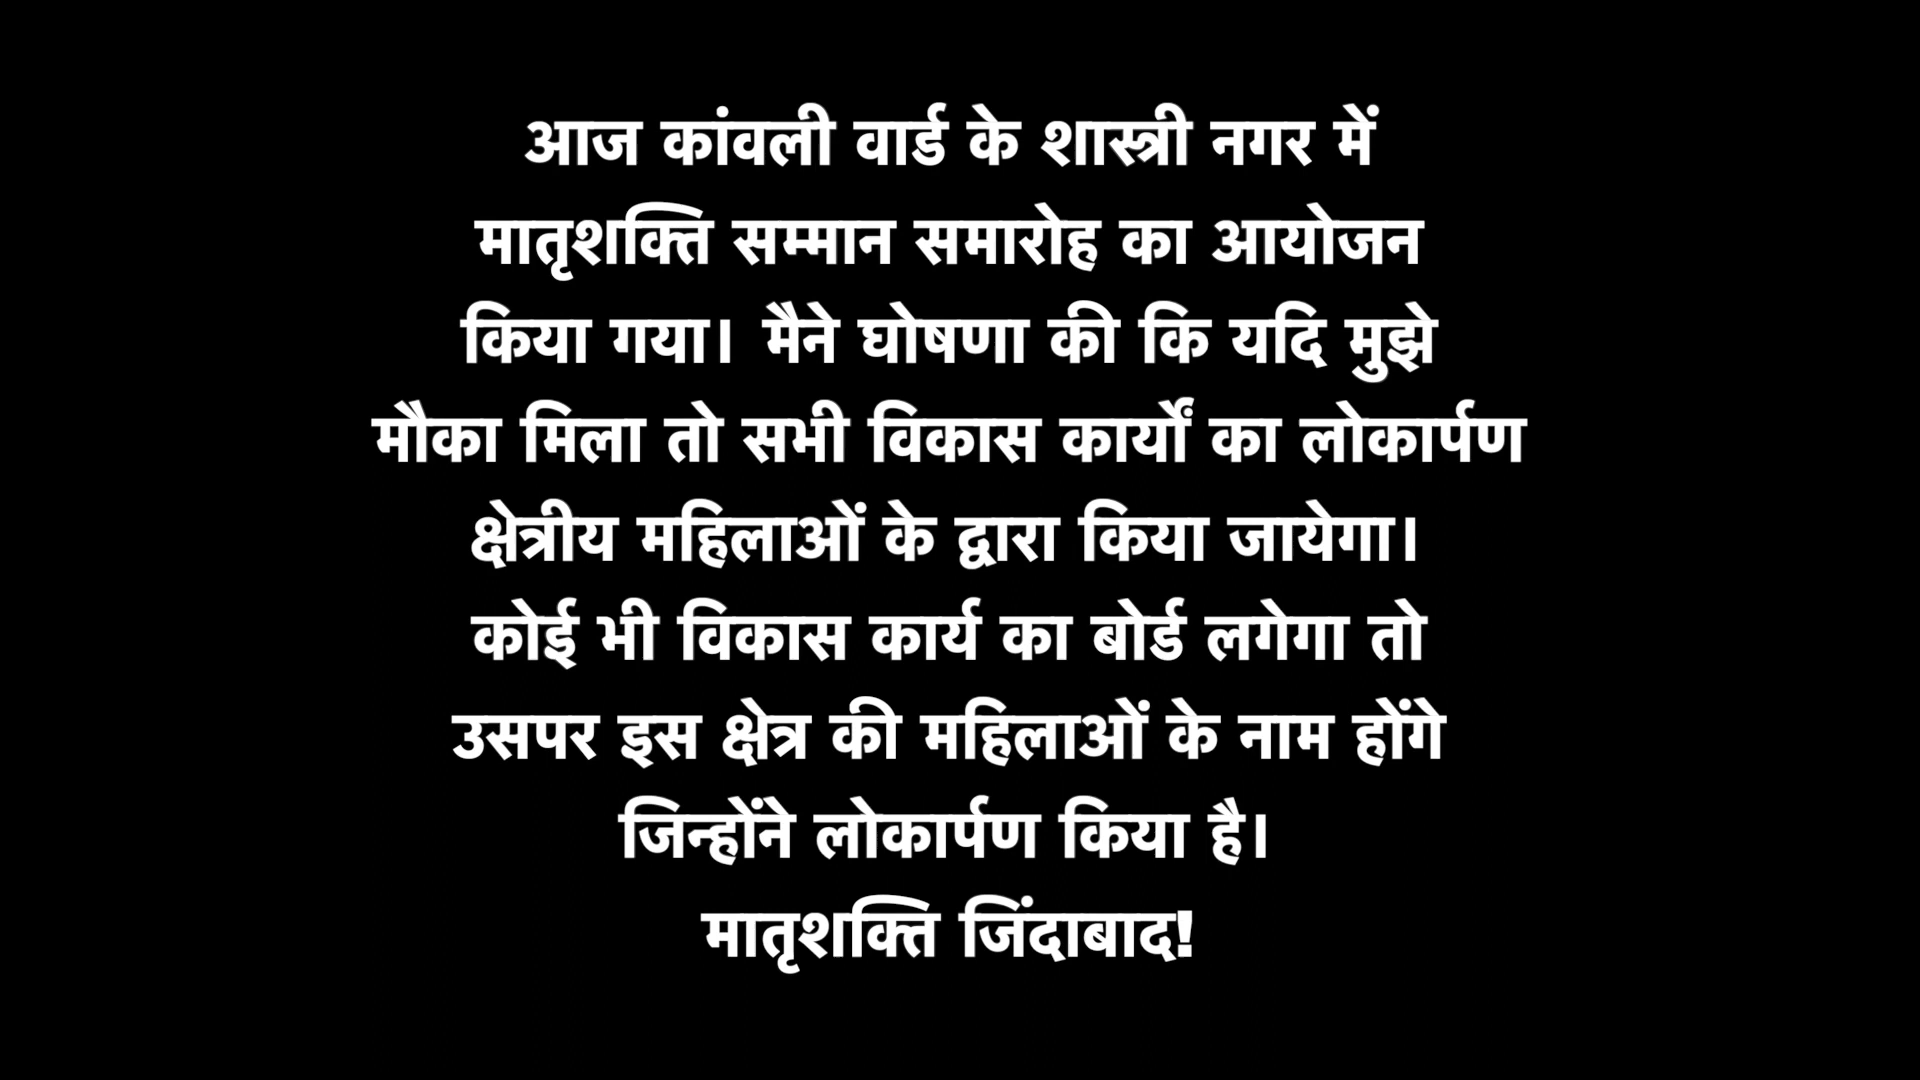 आज कांवली वार्ड के शास्त्री नगर में
मातृशक्ति सम्मान समारोह का आयोजन
किया गया। मैने घोषणा की कि यदि मुझे
मौका मिला तो सभी विकास कार्यों का लोकार्पण
क्षेत्रीय महिलाओं के द्वारा किया जायेगा।
कोई भी विकास कार्य का बोर्ड लगेगा तो
उसपर इस क्षेत्र की महिलाओं के नाम होंगे
जिन्होंने लोकार्पण किया है।
मातृशक्ति जिंदाबाद!